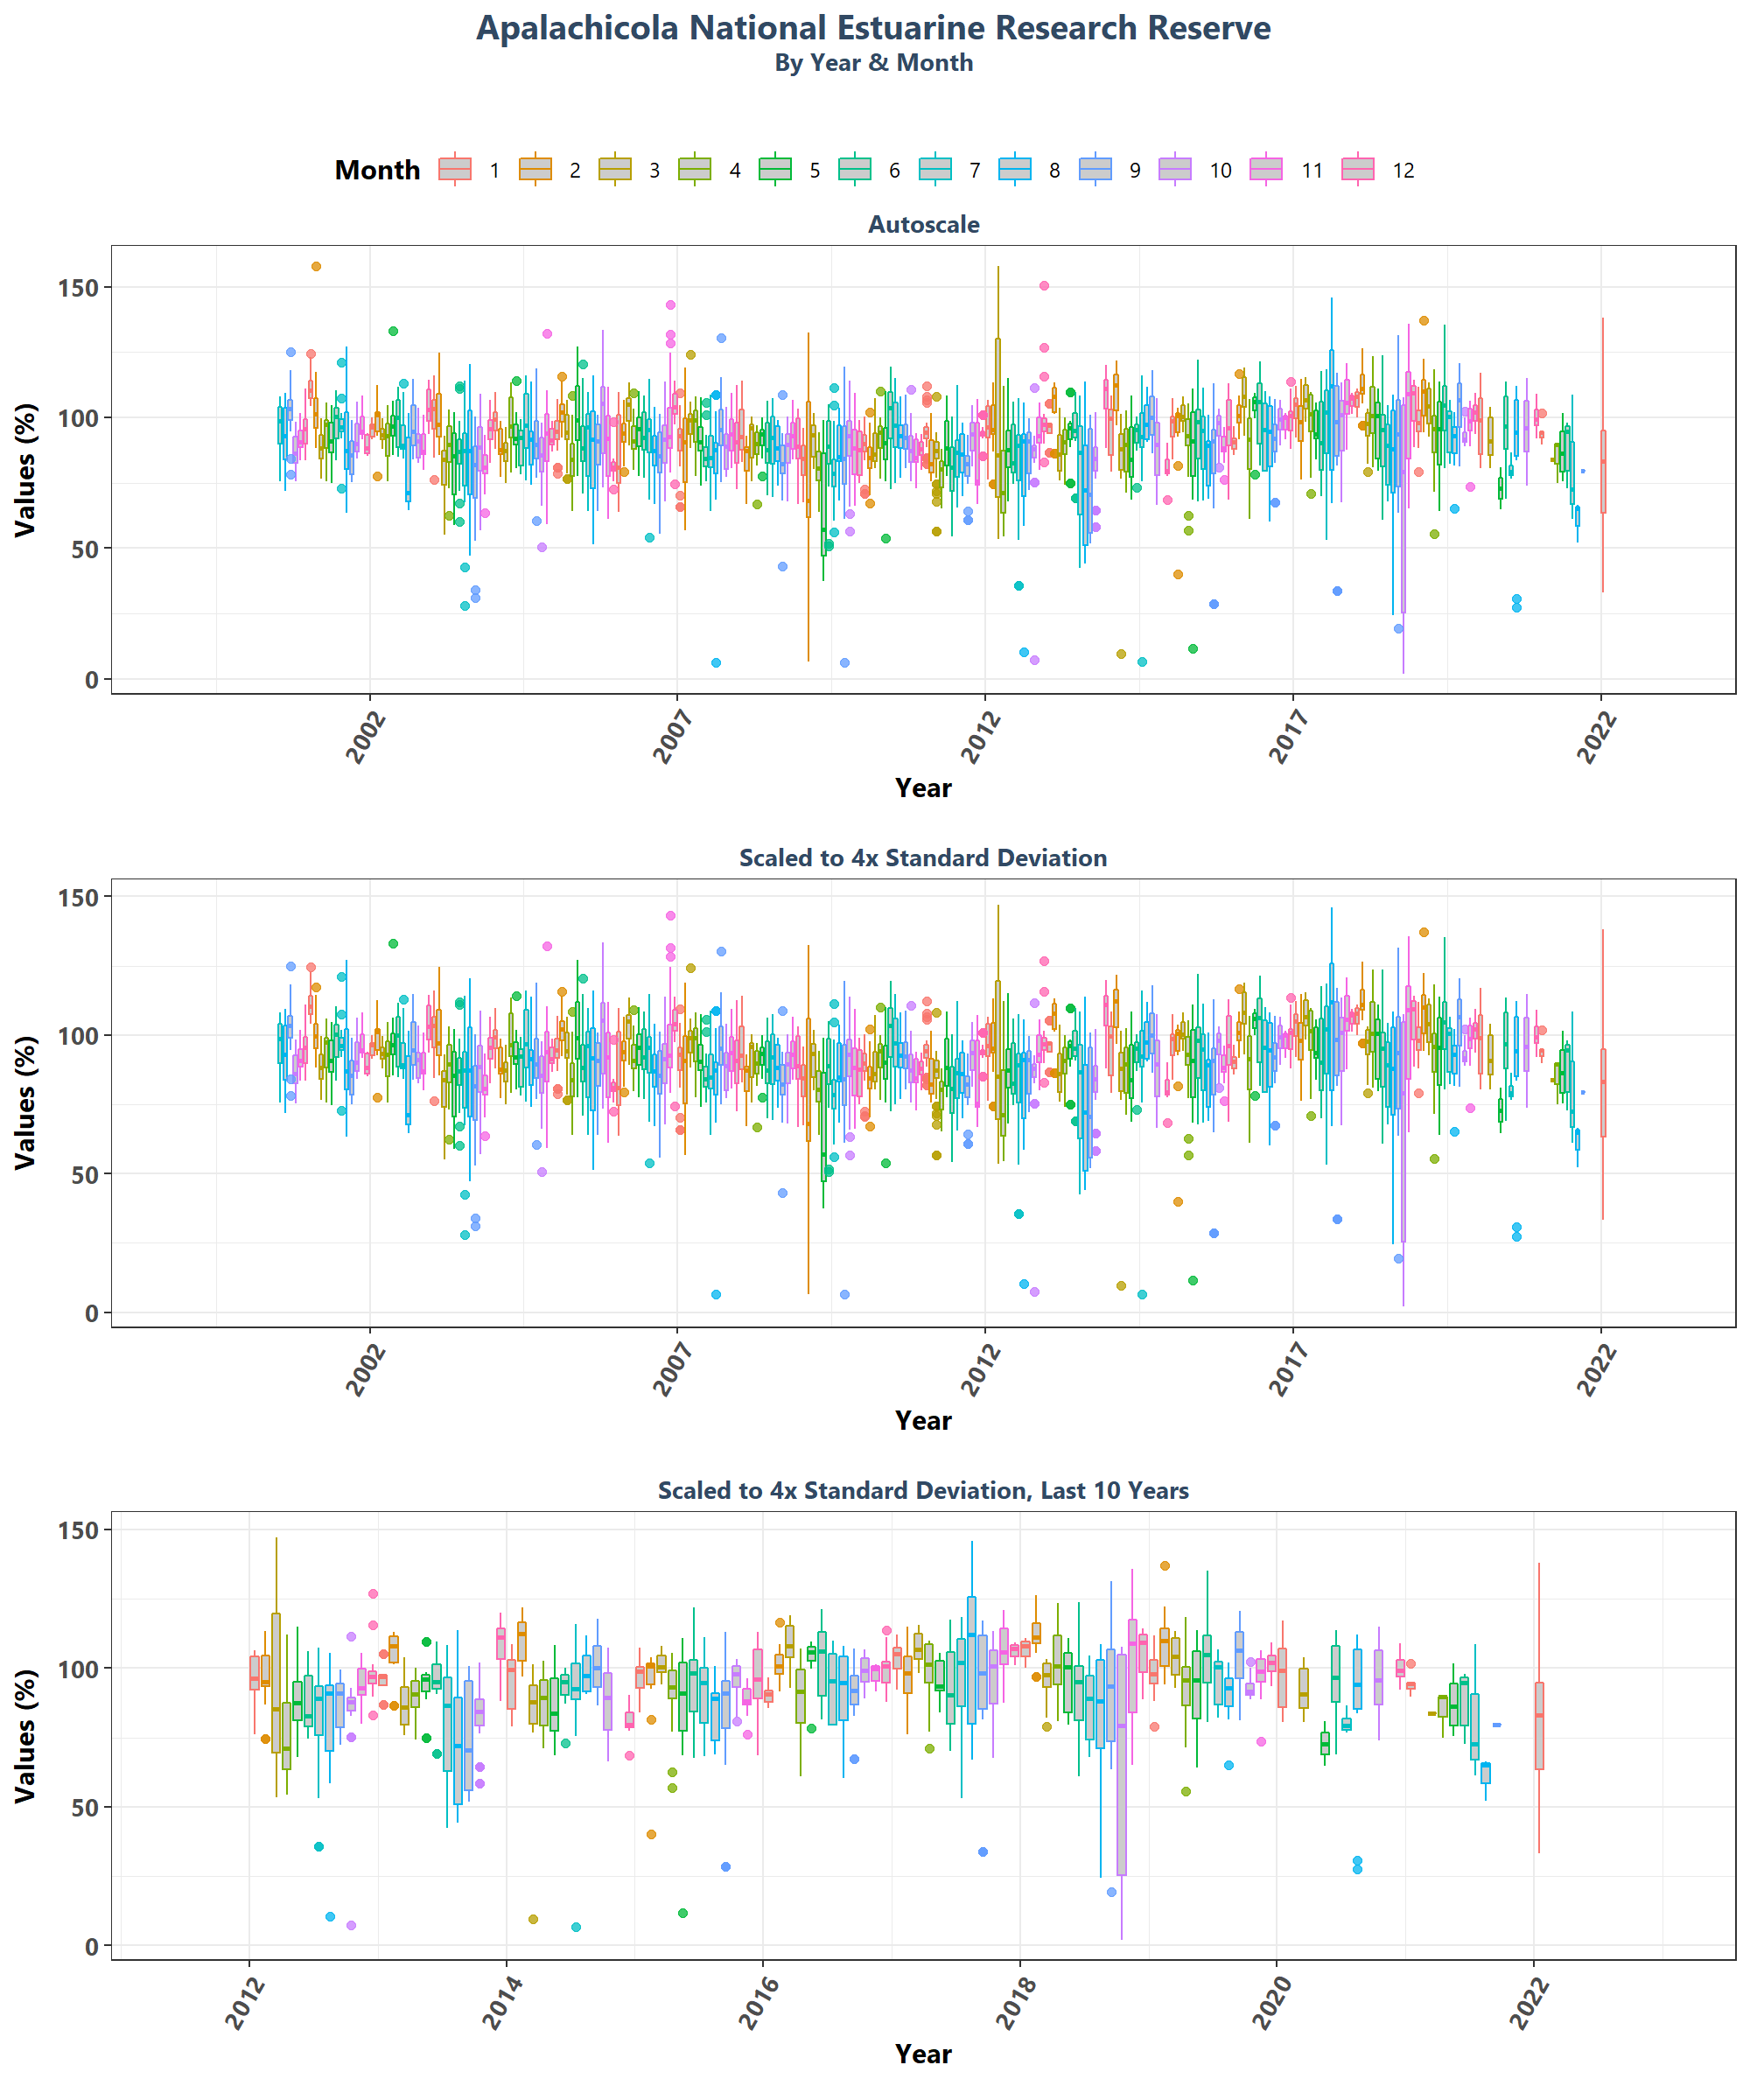 Apalachicola National Estuarine Research Reserve
By Year & Month
Month 1 2 3 4 5 6 7 8 9 10 11 12
Autoscale
Values (%)
150
100
50
0
2002 2007 2012 2017 2022
Year
Scaled to 4x Standard Deviation
Values (%)
150
100
50
0
2002 2007 2012 2017 2022
Year
Scaled to 4x Standard Deviation, Last 10 Years
Values (%)
150
100
50
0
2012 2014 2016 2018 2020 2022
Year